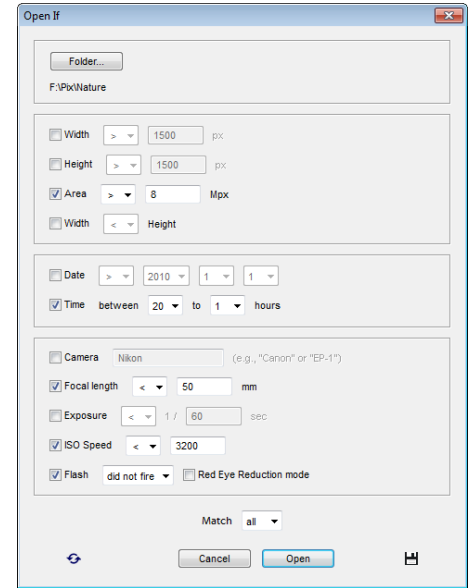 Open If
Folder...
F:\Pix\Nature
Width > 1500 px
Height > 1500 px
Area > 8 Mpx
Width < Height
Date > 2010 1 1
Time between 20 to 1 hours
Camera Nikon (e.g., "Canon" or "EP-1")
Focal length < 50 mm
Exposure < 1 / 60 sec
ISO Speed < 3200
Flash did not fire Red Eye Reduction mode
Match all
Cancel Open